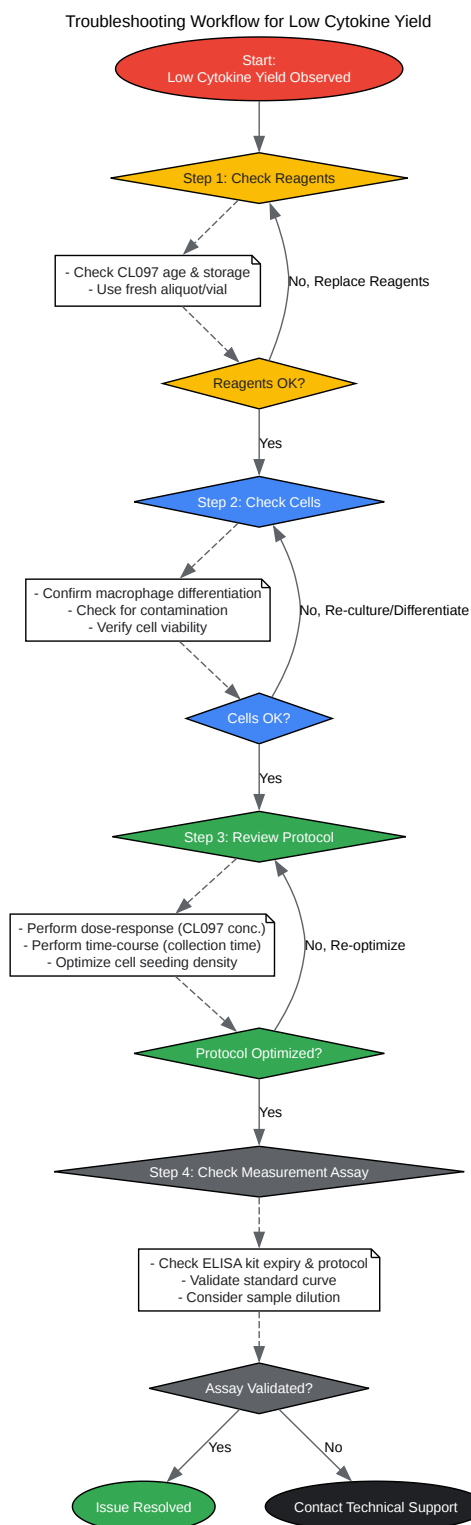 Troubleshooting Workflow for Low Cytokine Yield
Start:
Low Cytokine Yield Observed
Step 1: Check Reagents
- Check CL097 age & storage
- Use fresh aliquot/vial
No, Replace Reagents
Reagents OK?
Yes
Step 2: Check Cells
- Confirm macrophage differentiation
- Check for contamination
- Verify cell viability
No, Re-culture/Differentiate
Cells OK?
Yes
Step 3: Review Protocol
- Perform dose-response (CL097 conc.)
- Perform time-course (collection time)
- Optimize cell seeding density
No, Re-optimize
Protocol Optimized?
Yes
Step 4: Check Measurement Assay
- Check ELISA kit expiry & protocol
- Validate standard curve
- Consider sample dilution
Assay Validated?
Yes
No
Issue Resolved
Contact Technical Support